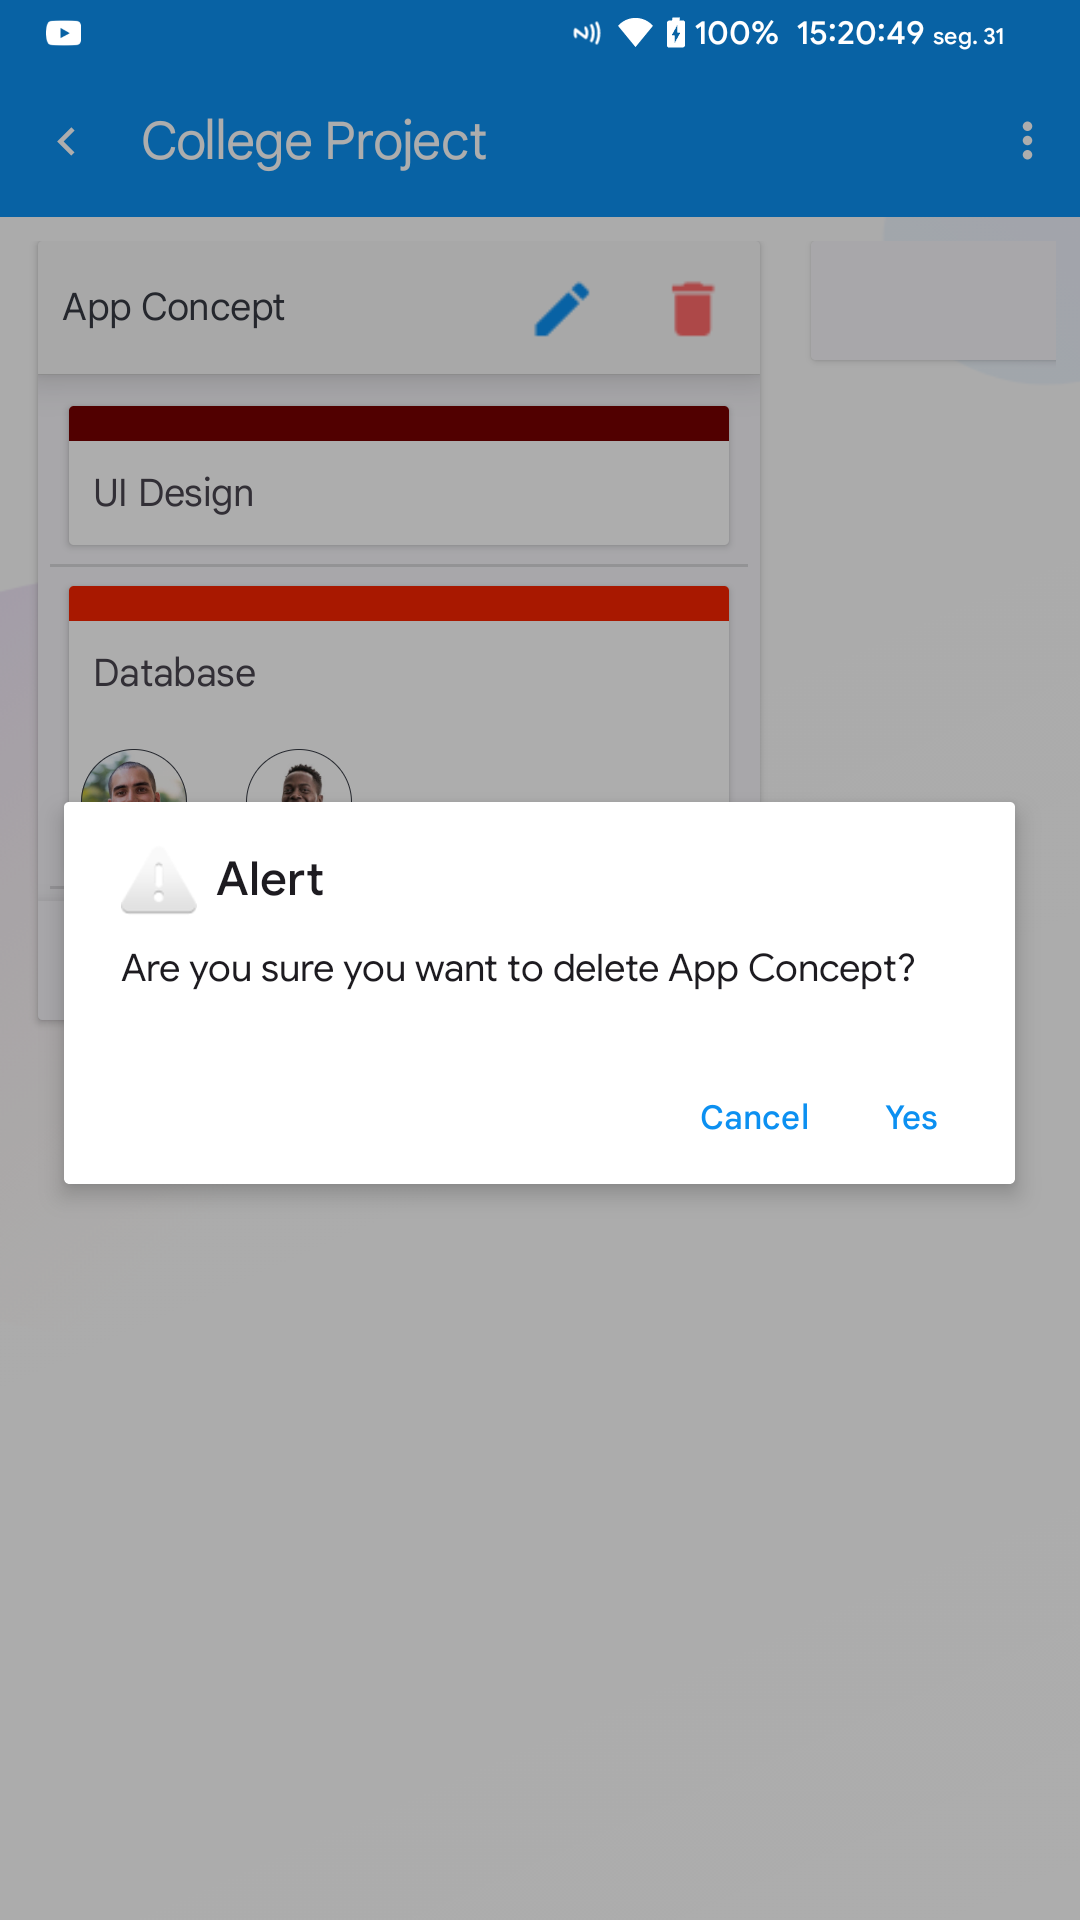 100% 15:20:49 seg. 31
College Project
App Concept
UI Design
Database
Alert
Are you sure you want to delete App Concept?
Cancel Yes